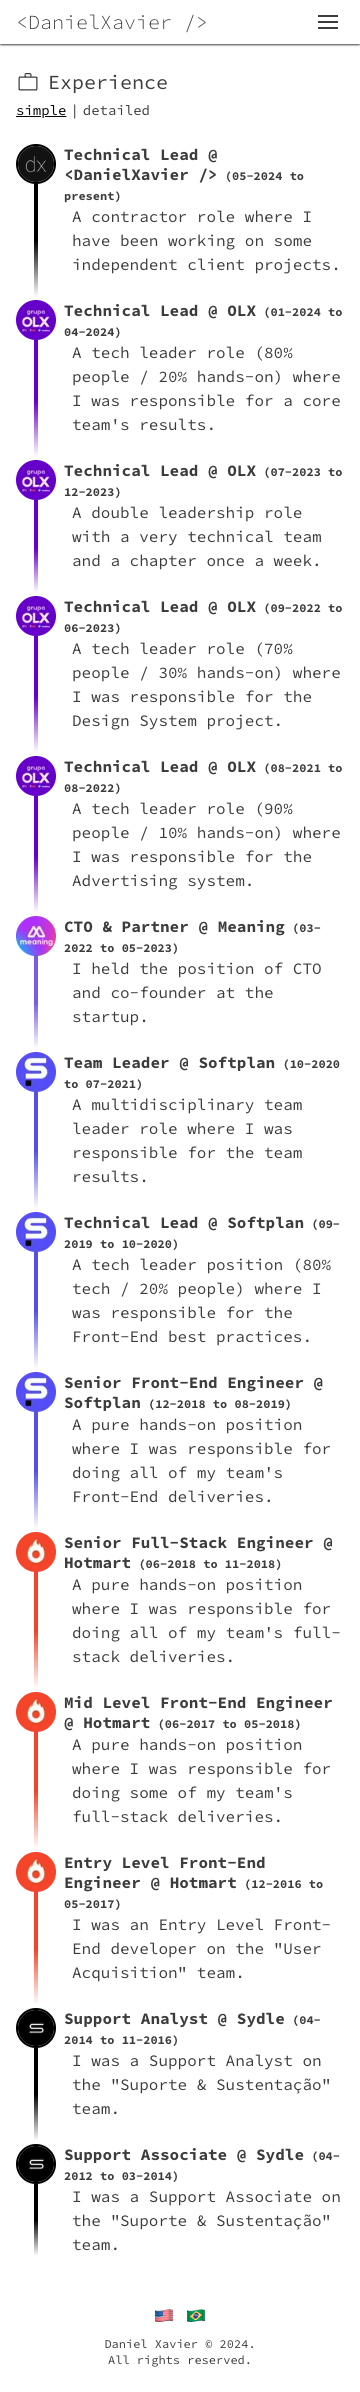 <DanielXavier />
Experience
simple | detailed
dx
Technical Lead @
<DanielXavier /> (05-2024 to
present)
A contractor role where I
have been working on some
independent client projects.
grupo
OLX
Technical Lead @ OLX (01-2024 to
04-2024)
A tech leader role (80%
people / 20% hands-on) where
I was responsible for a core
team's results.
grupo
OLX
Technical Lead @ OLX (07-2023 to
12-2023)
A double leadership role
with a very technical team
and a chapter once a week.
grupo
OLX
Technical Lead @ OLX (09-2022 to
06-2023)
A tech leader role (70%
people / 30% hands-on) where
I was responsible for the
Design System project.
grupo
OLX
Technical Lead @ OLX (08-2021 to
08-2022)
A tech leader role (90%
people / 10% hands-on) where
I was responsible for the
Advertising system.
meaning
CTO & Partner @ Meaning (03-
2022 to 05-2023)
I held the position of CTO
and co-founder at the
startup.
Team Leader @ Softplan (10-2020
to 07-2021)
A multidisciplinary team
leader role where I was
responsible for the team
results.
Technical Lead @ Softplan (09-
2019 to 10-2020)
A tech leader position (80%
tech / 20% people) where I
was responsible for the
Front-End best practices.
Senior Front-End Engineer @
Softplan (12-2018 to 08-2019)
A pure hands-on position
where I was responsible for
doing all of my team's
Front-End deliveries.
Senior Full-Stack Engineer @
Hotmart (06-2018 to 11-2018)
A pure hands-on position
where I was responsible for
doing all of my team's full-
stack deliveries.
Mid Level Front-End Engineer
@ Hotmart (06-2017 to 05-2018)
A pure hands-on position
where I was responsible for
doing some of my team's
full-stack deliveries.
Entry Level Front-End
Engineer @ Hotmart (12-2016 to
05-2017)
I was an Entry Level Front-
End developer on the "User
Acquisition" team.
Support Analyst @ Sydle (04-
2014 to 11-2016)
I was a Support Analyst on
the "Suporte & Sustentação"
team.
Support Associate @ Sydle (04-
2012 to 03-2014)
I was a Support Associate on
the "Suporte & Sustentação"
team.
Daniel Xavier © 2024.
All rights reserved.